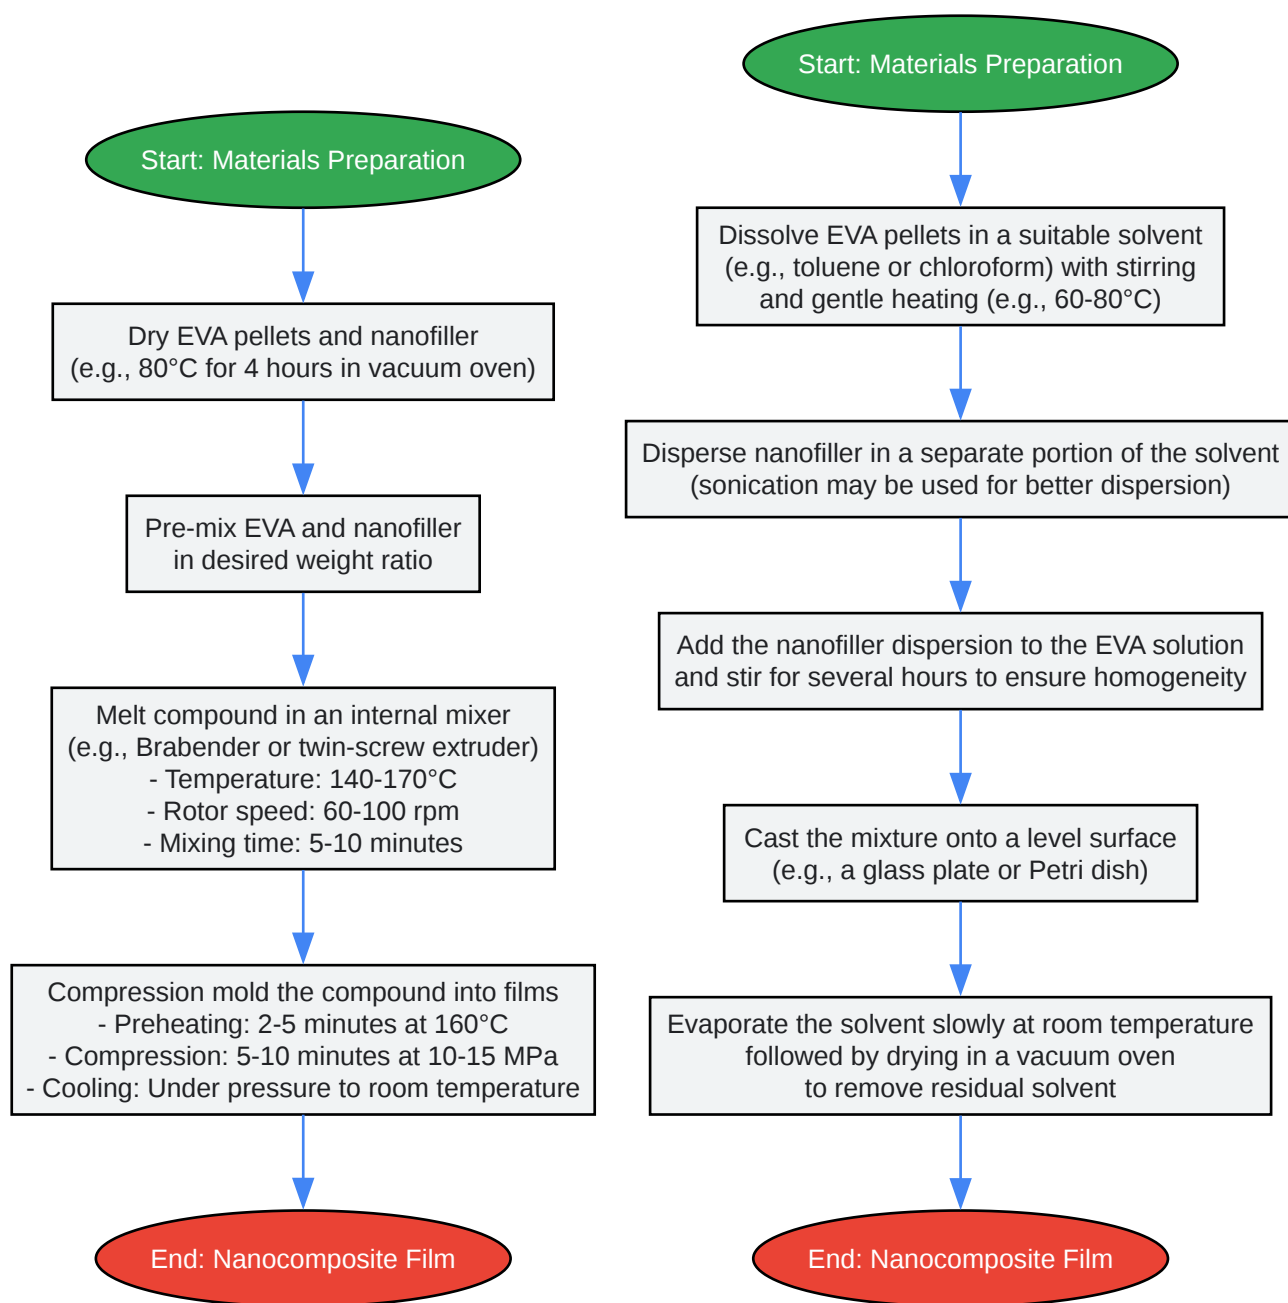 Start: Materials Preparation
Dry EVA pellets and nanofiller
(e.g., 80°C for 4 hours in vacuum oven)
Pre-mix EVA and nanofiller
in desired weight ratio
Melt compound in an internal mixer
(e.g., Brabender or twin-screw extruder)
- Temperature: 140-170°C
- Rotor speed: 60-100 rpm
- Mixing time: 5-10 minutes
Compression mold the compound into films
- Preheating: 2-5 minutes at 160°C
- Compression: 5-10 minutes at 10-15 MPa
- Cooling: Under pressure to room temperature
End: Nanocomposite Film
Start: Materials Preparation
Dissolve EVA pellets in a suitable solvent
(e.g., toluene or chloroform) with stirring
and gentle heating (e.g., 60-80°C)
Disperse nanofiller in a separate portion of the solvent
(sonication may be used for better dispersion)
Add the nanofiller dispersion to the EVA solution
and stir for several hours to ensure homogeneity
Cast the mixture onto a level surface
(e.g., a glass plate or Petri dish)
Evaporate the solvent slowly at room temperature
followed by drying in a vacuum oven
to remove residual solvent
End: Nanocomposite Film